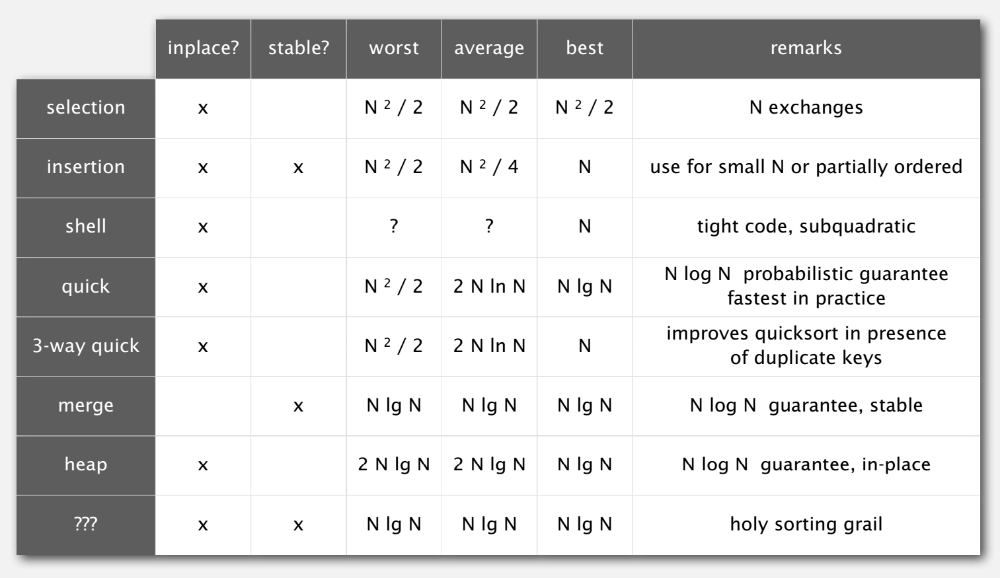 inplace? stable? worst average best remarks
selection x N ² / 2 N ² / 2 N ² / 2 N exchanges
insertion x x N ² / 2 N ² / 4 N use for small N or partially ordered
shell x ? ? N tight code, subquadratic
quick x N ² / 2 2 N ln N N lg N N log N probabilistic guarantee
fastest in practice
3-way quick x N ² / 2 2 N ln N N improves quicksort in presence
of duplicate keys
merge x N lg N N lg N N lg N N log N guarantee, stable
heap x 2 N lg N 2 N lg N N lg N N log N guarantee, in-place
??? x x N lg N N lg N N lg N holy sorting grail